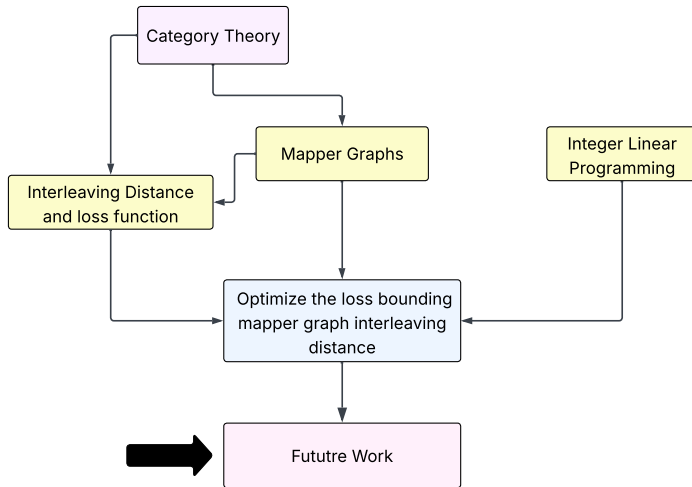 Category Theory
Mapper Graphs
Integer Linear
Programming
Interleaving Distance
and loss function
Optimize the loss bounding
mapper graph interleaving
distance
Fututre Work